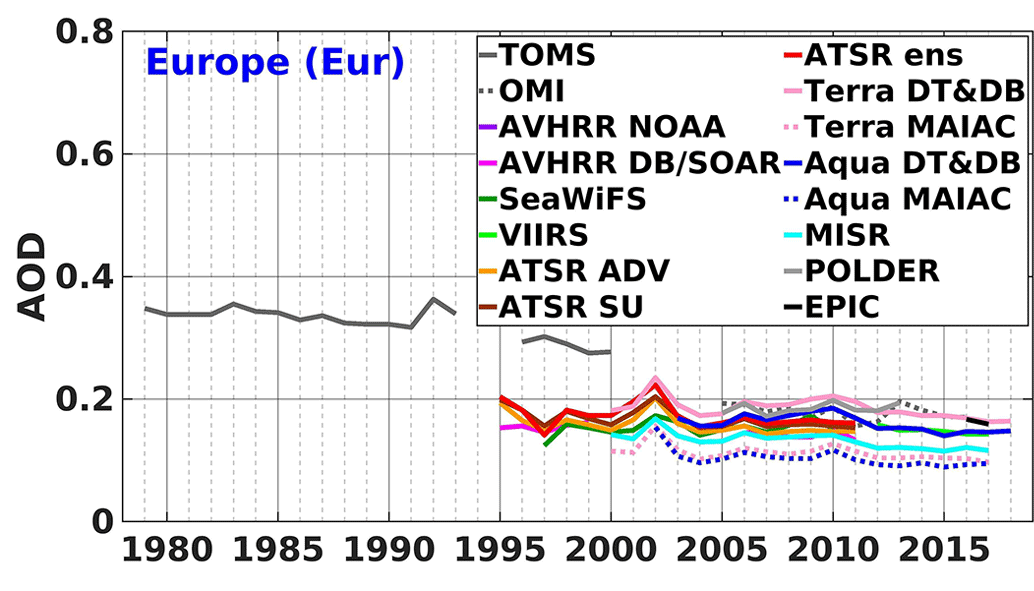 0.8
Europe (Eur)
TOMS
OMI
AVHRR NOAA
AVHRR DB/SOAR
SeaWiFS
VIIRS
ATSR ADV
ATSR SU
ATSR ens
Terra DT&DB
Terra MAIAC
Aqua DT&DB
Aqua MAIAC
MISR
POLDER
EPIC
0.6
0.4
0.2
0
AOD
1980 1985 1990 1995 2000 2005 2010 2015